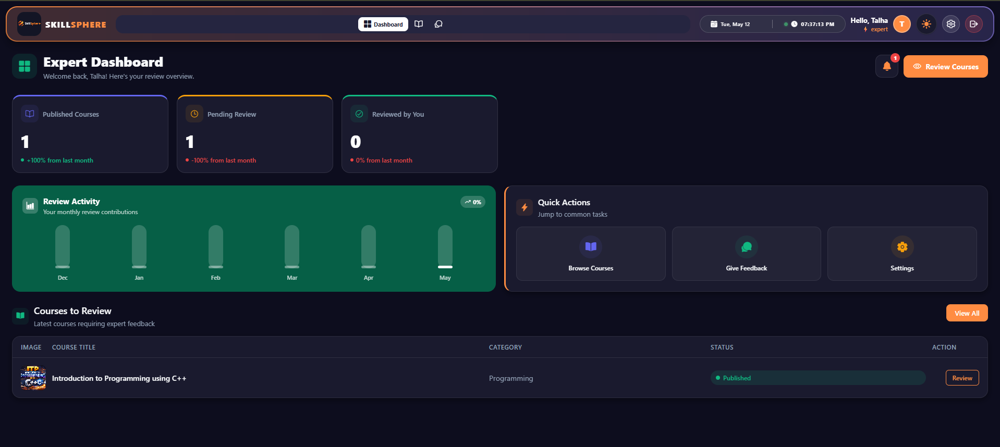 SkillSphere SKILLSPHERE Dashboard Tue, May 12 07:37:13 PM Hello, Talha T
expert
Expert Dashboard
Welcome back, Talha! Here's your review overview.
1
Review Courses
Published Courses
1
+100% from last month
Pending Review
1
-100% from last month
Reviewed by You
0
0% from last month
Review Activity
Your monthly review contributions
0%
Dec Jan Feb Mar Apr May
Quick Actions
Jump to common tasks
Browse Courses Give Feedback Settings
Courses to Review
Latest courses requiring expert feedback
View All
IMAGE COURSE TITLE CATEGORY STATUS ACTION
ITP
PROGRAMMING
C++
Introduction to Programming using C++ Programming Published Review